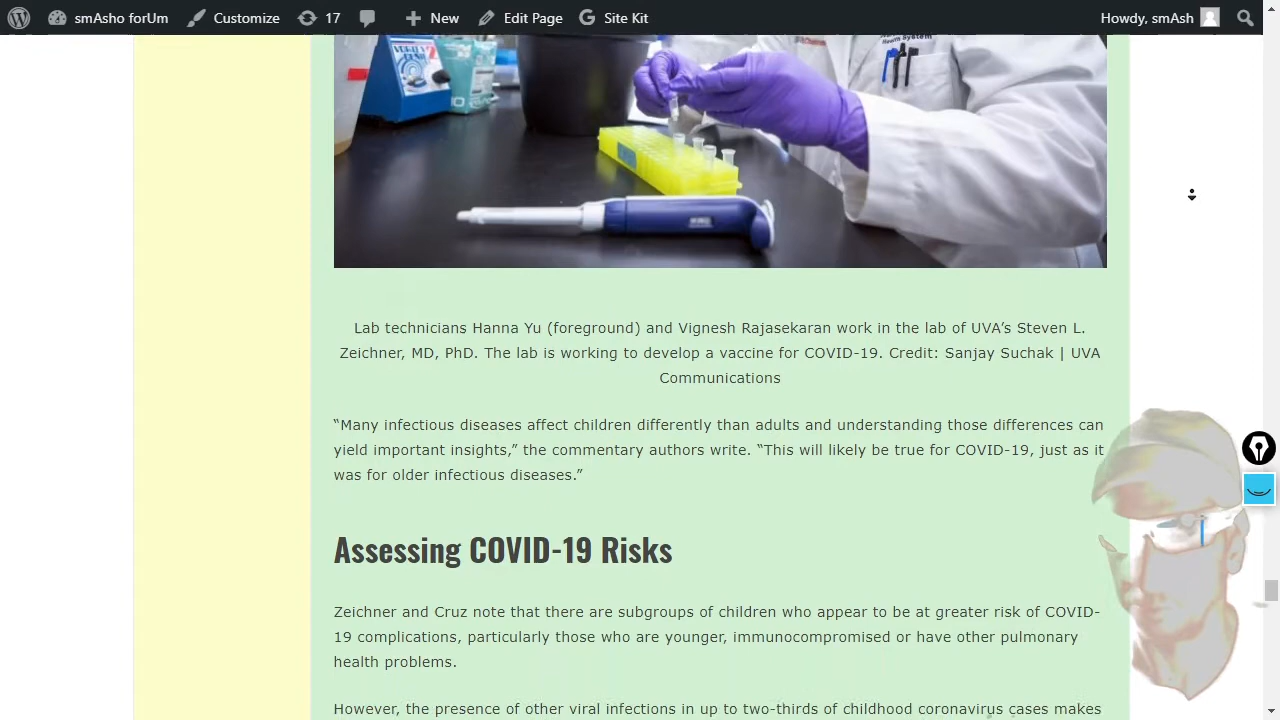 smAsho forUm Customize 17 New Edit Page Site Kit Howdy, smAsh
Health System
Lab technicians Hanna Yu (foreground) and Vignesh Rajasekaran work in the lab of UVA’s Steven L.
Zeichner, MD, PhD. The lab is working to develop a vaccine for COVID-19. Credit: Sanjay Suchak | UVA
Communications
“Many infectious diseases affect children differently than adults and understanding those differences can
yield important insights,” the commentary authors write. “This will likely be true for COVID-19, just as it
was for older infectious diseases.”
Assessing COVID-19 Risks
Zeichner and Cruz note that there are subgroups of children who appear to be at greater risk of COVID-
19 complications, particularly those who are younger, immunocompromised or have other pulmonary
health problems.
However, the presence of other viral infections in up to two-thirds of childhood coronavirus cases makes